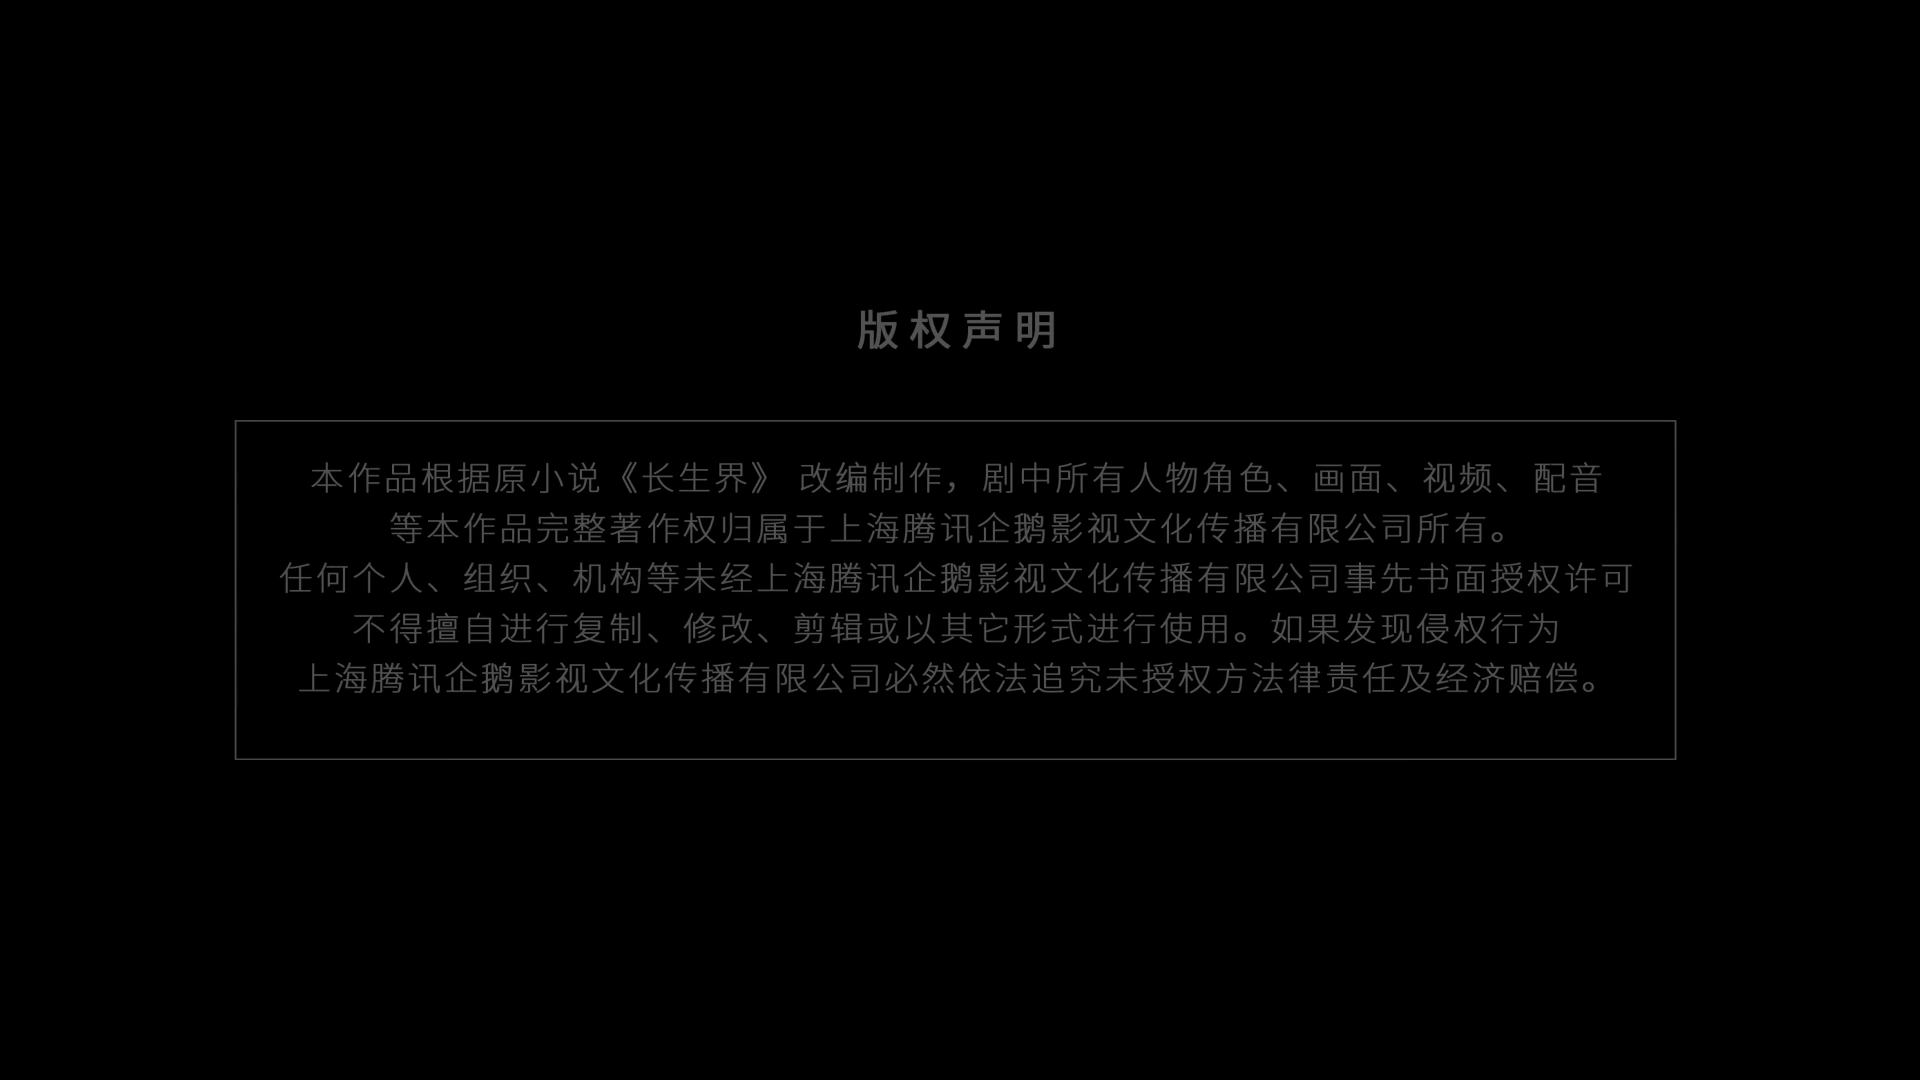 版权声明
本作品根据原小说《长生界》 改编制作，剧中所有人物角色、画面、视频、配音
等本作品完整著作权归属于上海腾讯企鹅影视文化传播有限公司所有。
任何个人、组织、机构等未经上海腾讯企鹅影视文化传播有限公司事先书面授权许可
不得擅自进行复制、修改、剪辑或以其它形式进行使用。如果发现侵权行为
上海腾讯企鹅影视文化传播有限公司必然依法追究未授权方法律责任及经济赔偿。